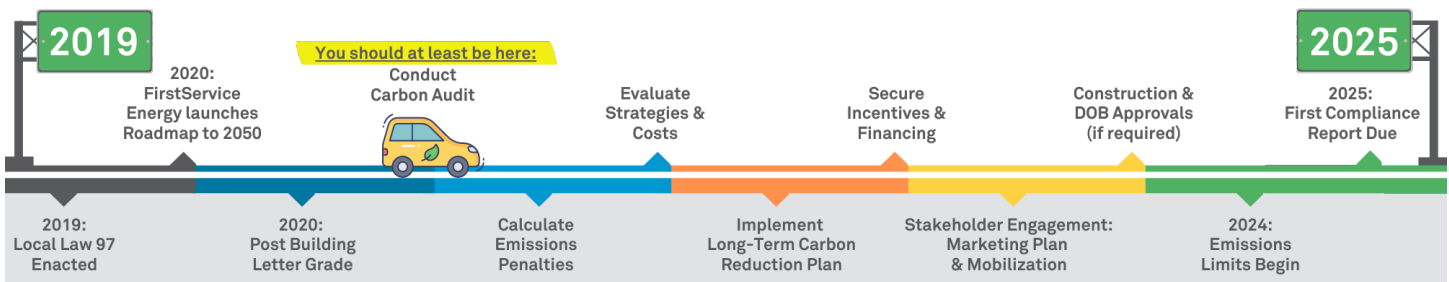 2019
2025
You should at least be here:
2020:
FirstService
Energy launches
Roadmap to 2050
Conduct
Carbon Audit
Evaluate
Strategies &
Costs
Secure
Incentives &
Financing
Construction &
DOB Approvals
(if required)
2025:
First Compliance
Report Due
2019:
Local Law 97
Enacted
2020:
Post Building
Letter Grade
Calculate
Emissions
Penalties
Implement
Long-Term Carbon
Reduction Plan
Stakeholder Engagement:
Marketing Plan
& Mobilization
2024:
Emissions
Limits Begin